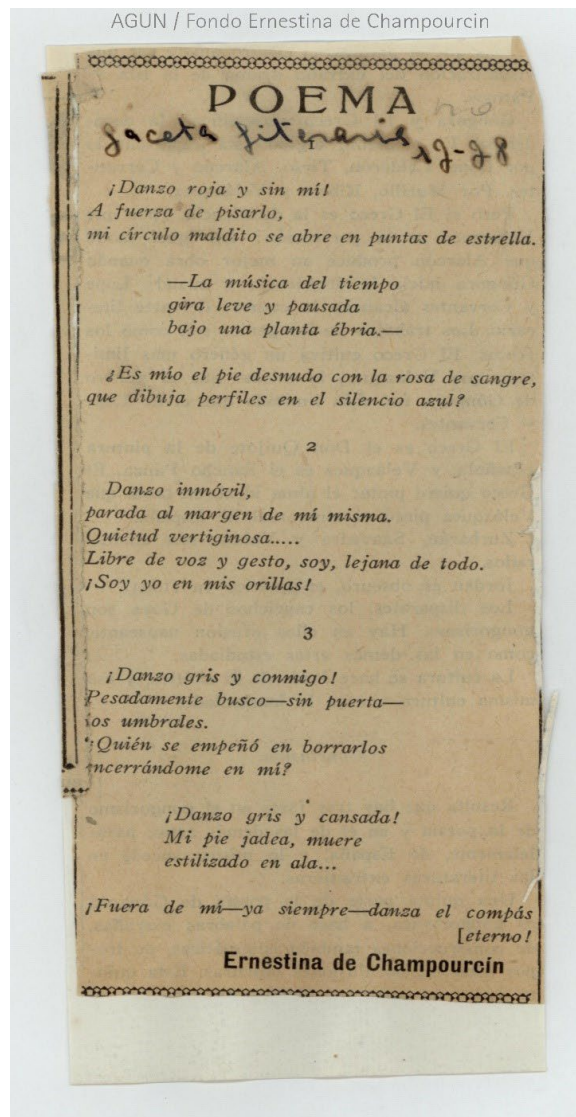 AGUN / Fondo Ernestina de Champourcin
POEMA
no
Gaceta Literaria
¡Danzo roja y sin mí!
A fuerza de pisarlo,
mi círculo maldito se abre en puntas de estrella.
—La música del tiempo
gira leve y pausada
bajo una planta ébria.—
¿Es mío el pie desnudo con la rosa de sangre,
que dibuja perfiles en el silencio azul?
2
Danzo inmóvil,
parada al margen de mí misma.
Quietud vertiginosa.....
Libre de voz y gesto, soy, lejana de todo.
¡Soy yo en mis orillas!
3
¡Danzo gris y conmigo!
Pesadamente busco—sin puerta—
los umbrales.
¿Quién se empeñó en borrarlos
encerrándome en mí?
¡Danzo gris y cansada!
Mi pie jadea, muere
estilizado en ala...
¡Fuera de mí—ya siempre—danza el compás
[eterno!
Ernestina de Champourcín